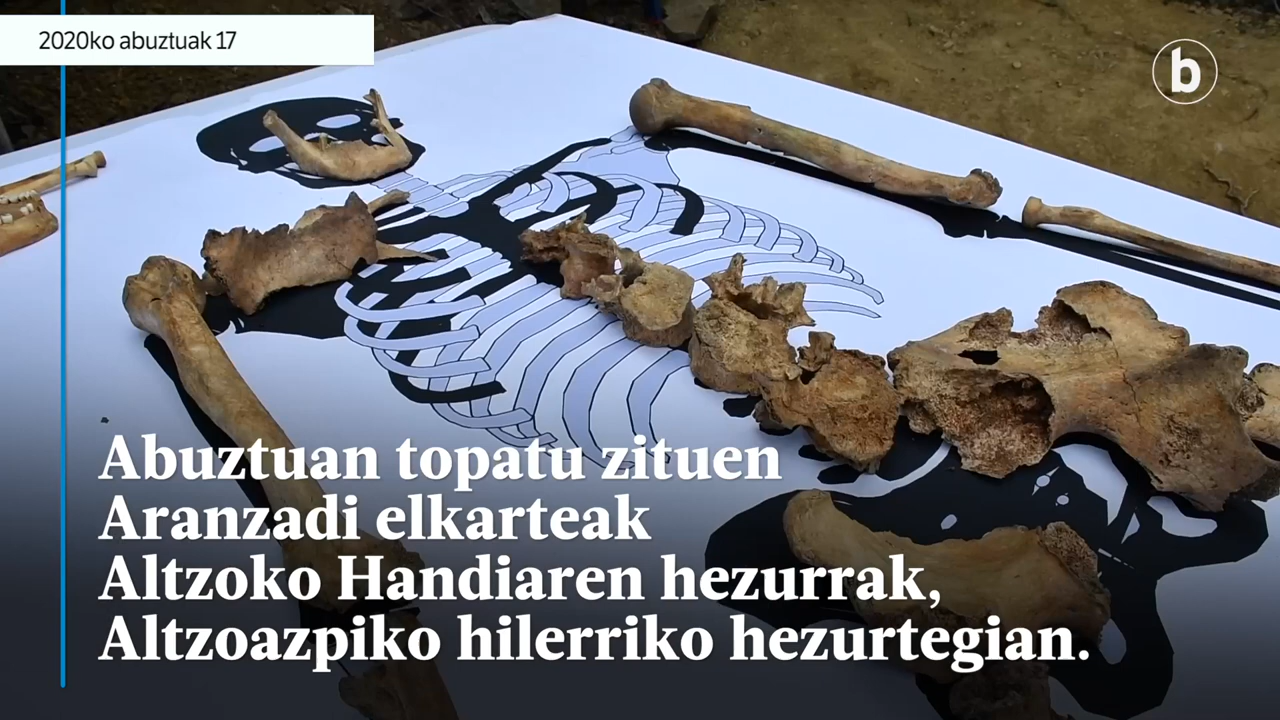 2020ko abuztuak 17
b
Abuztuan topatu zituen
Aranzadi elkarteak
Altzoko Handiaren hezurrak,
Altzoazpiko hilerriko hezurtegian.